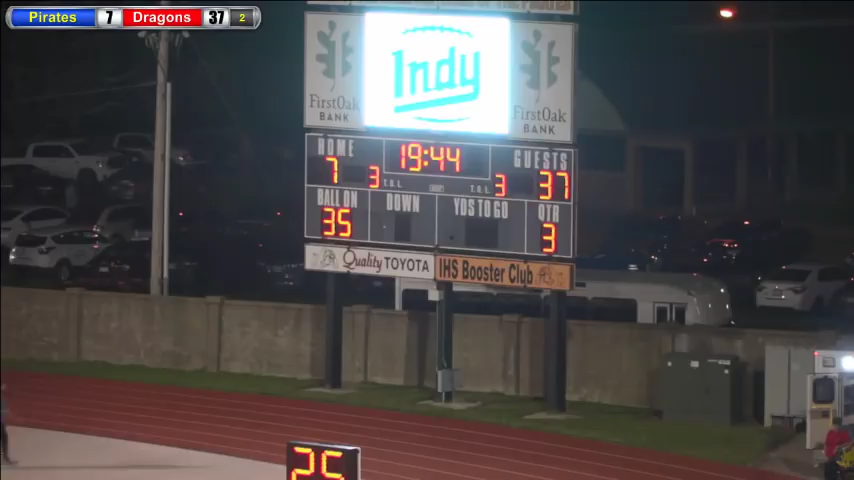 Pirates 7 Dragons 37 2
Indy
FirstOak BANK
FirstOak BANK
HOME 19:44 GUESTS
7 3 T.O.L. T.O.L. 3 37
BALL ON DOWN YDS TO GO QTR
35 3
Quality TOYOTA IHS Booster Club
25